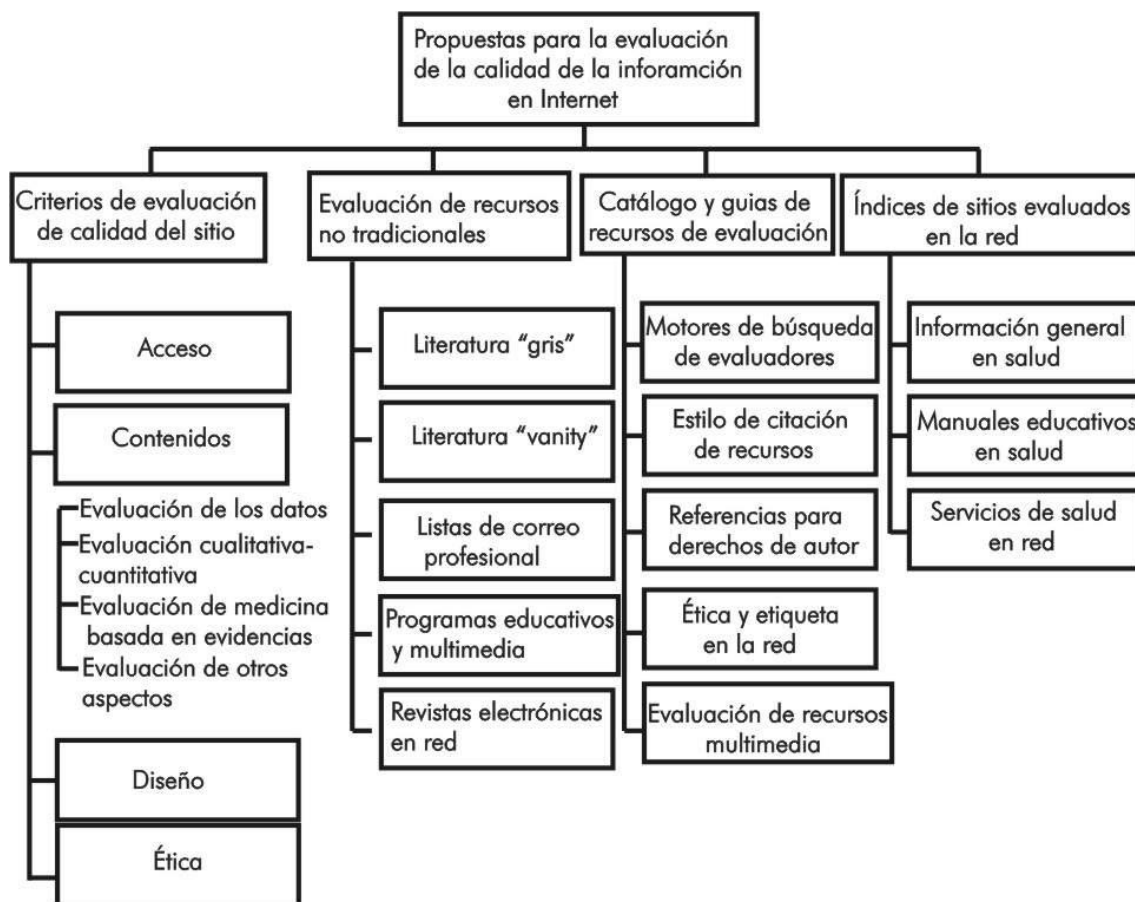 Propuestas para la evaluación
de la calidad de la inforamción
en Internet
Criterios de evaluación
de calidad del sitio
Acceso
Contenidos
Evaluación de los datos
Evaluación cualitativa-
cuantitativa
Evaluación de medicina
basada en evidencias
Evaluación de otros
aspectos
Diseño
Ética
Evaluación de recursos
no tradicionales
Literatura “gris”
Literatura “vanity”
Listas de correo
profesional
Programas educativos
y multimedia
Revistas electrónicas
en red
Catálogo y guias de
recursos de evaluación
Motores de búsqueda
de evaluadores
Estilo de citación
de recursos
Referencias para
derechos de autor
Ética y etiqueta
en la red
Evaluación de recursos
multimedia
Índices de sitios evaluados
en la red
Información general
en salud
Manuales educativos
en salud
Servicios de salud
en red